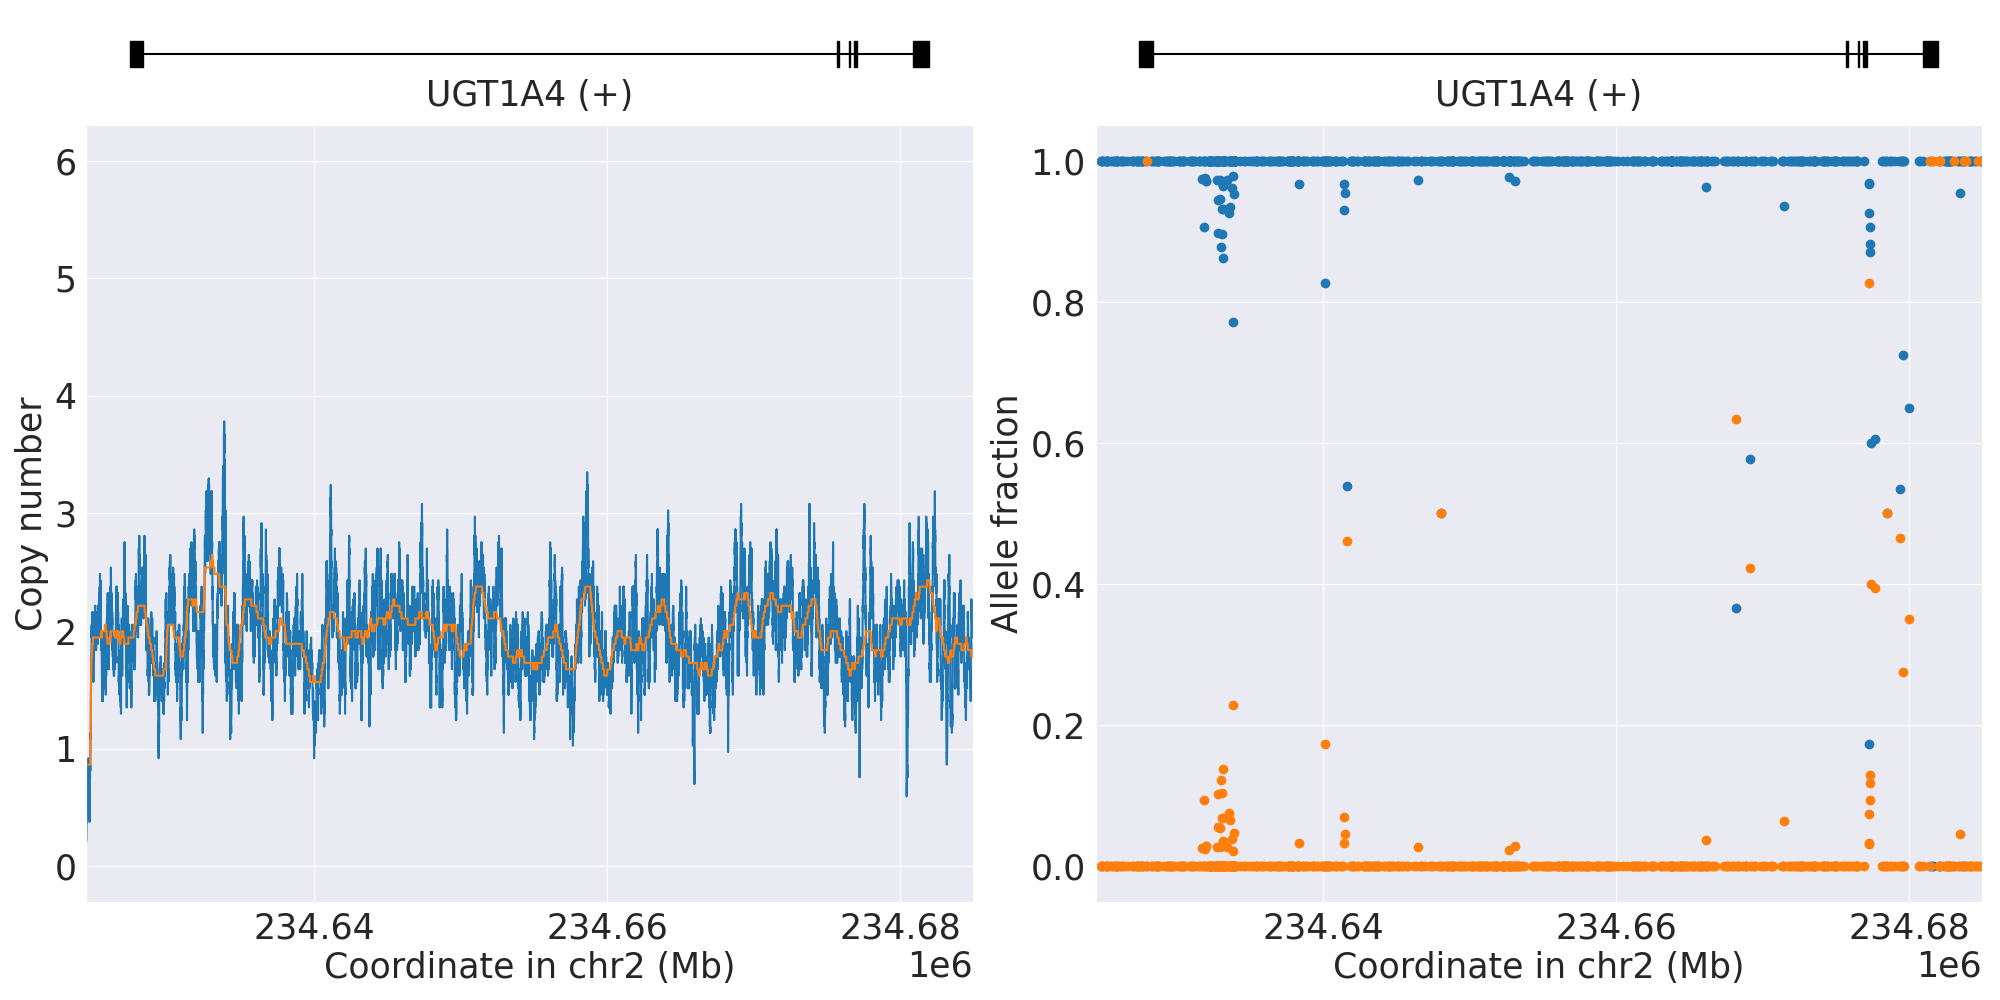 UGT1A4 (+)
6
5
4
3
2
1
0
Copy number
234.64
234.66
234.68
Coordinate in chr2 (Mb)
1e6
UGT1A4 (+)
1.0
0.8
0.6
0.4
0.2
0.0
Allele fraction
234.64
234.66
234.68
Coordinate in chr2 (Mb)
1e6